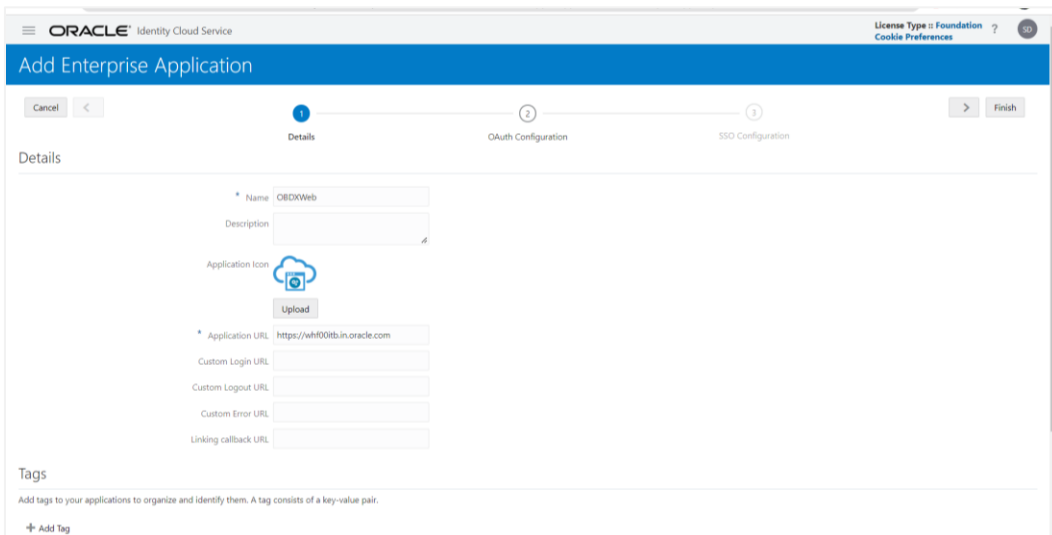 ORACLE® Identity Cloud Service
License Type :: Foundation
Cookie Preferences
?
SD
Add Enterprise Application
Cancel < > Finish
1 2 3
Details OAuth Configuration SSO Configuration
Details
* Name OBDXWeb
Description
Application Icon
Upload
* Application URL https://whf00itb.in.oracle.com
Custom Login URL
Custom Logout URL
Custom Error URL
Linking callback URL
Tags
Add tags to your applications to organize and identify them. A tag consists of a key-value pair.
+ Add Tag